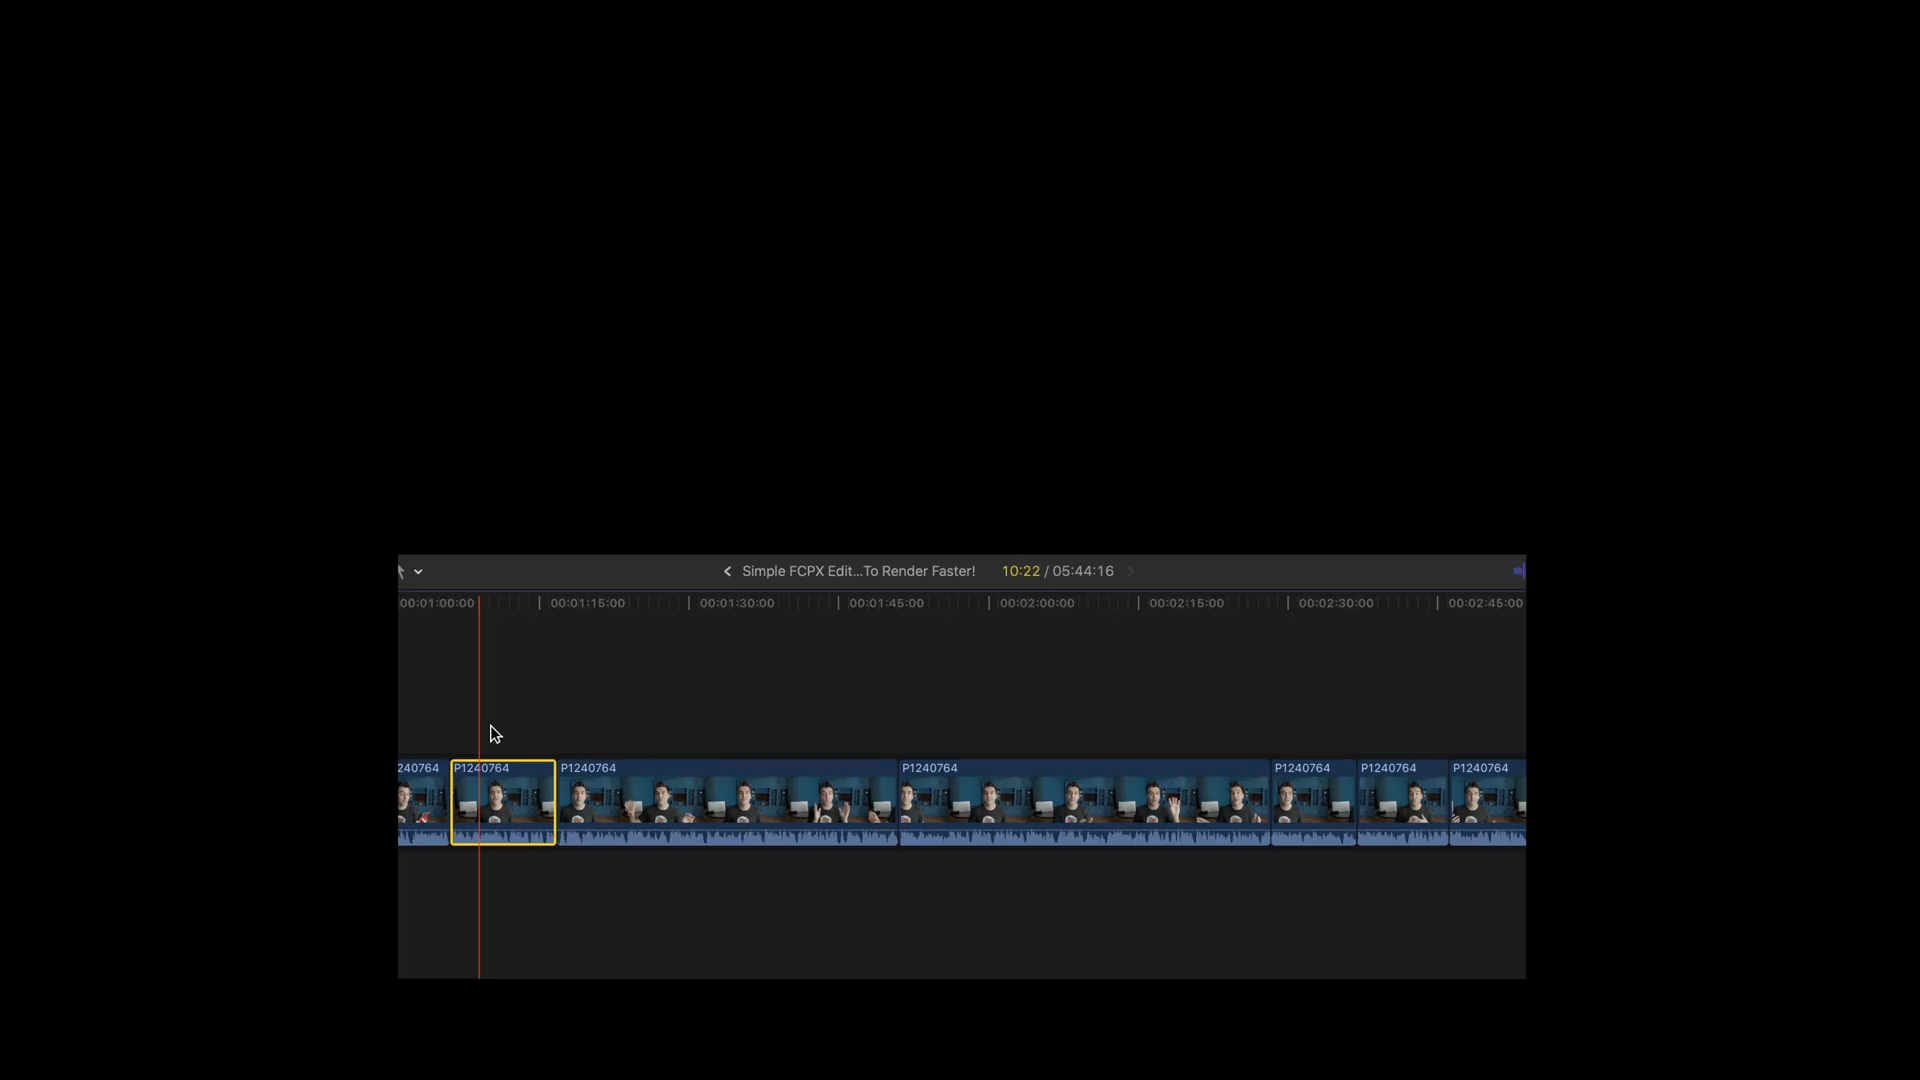 Simple FCPX Edit...To Render Faster! 10:22 / 05:44:16
00:01:00:00 00:01:15:00 00:01:30:00 00:01:45:00 00:02:00:00 00:02:15:00 00:02:30:00 00:02:45:00
240764 P1240764 P1240764 P1240764 P1240764 P1240764 P1240764